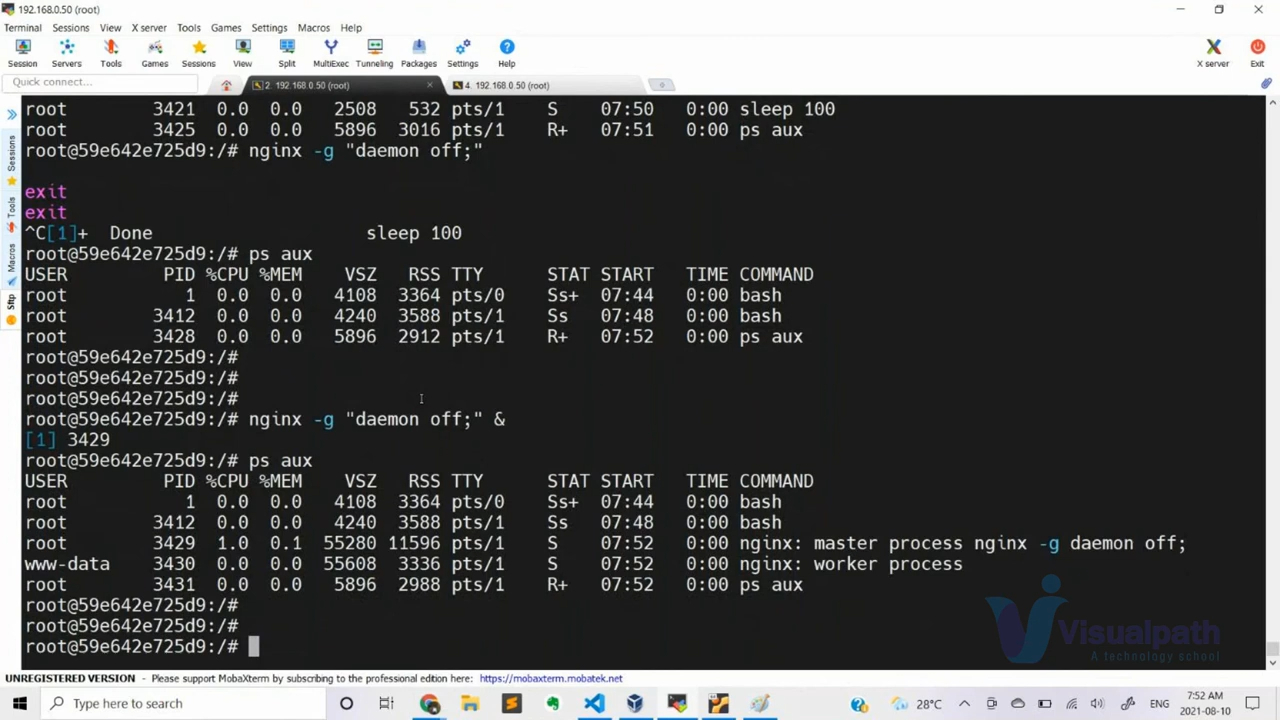 192.168.0.50 (root)
Terminal Sessions View X server Tools Games Settings Macros Help
Session Servers Tools Games Sessions View Split MultiExec Tunneling Packages Settings Help X server Exit
Quick connect... 2. 192.168.0.50 (root) 4. 192.168.0.50 (root)
Sessions
Tools
Macros
Sftp
root 3421 0.0 0.0 2508 532 pts/1 S 07:50 0:00 sleep 100
root 3425 0.0 0.0 5896 3016 pts/1 R+ 07:51 0:00 ps aux
root@59e642e725d9:/# nginx -g "daemon off;"
exit
exit
^C[1]+ Done sleep 100
root@59e642e725d9:/# ps aux
USER PID %CPU %MEM VSZ RSS TTY STAT START TIME COMMAND
root 1 0.0 0.0 4108 3364 pts/0 Ss+ 07:44 0:00 bash
root 3412 0.0 0.0 4240 3588 pts/1 Ss 07:48 0:00 bash
root 3428 0.0 0.0 5896 2912 pts/1 R+ 07:52 0:00 ps aux
root@59e642e725d9:/#
root@59e642e725d9:/#
root@59e642e725d9:/#
root@59e642e725d9:/# nginx -g "daemon off;" &
[1] 3429
root@59e642e725d9:/# ps aux
USER PID %CPU %MEM VSZ RSS TTY STAT START TIME COMMAND
root 1 0.0 0.0 4108 3364 pts/0 Ss+ 07:44 0:00 bash
root 3412 0.0 0.0 4240 3588 pts/1 Ss 07:48 0:00 bash
root 3429 1.0 0.1 55280 11596 pts/1 S 07:52 0:00 nginx: master process nginx -g daemon off;
www-data 3430 0.0 0.0 55608 3336 pts/1 S 07:52 0:00 nginx: worker process
root 3431 0.0 0.0 5896 2988 pts/1 R+ 07:52 0:00 ps aux
root@59e642e725d9:/#
root@59e642e725d9:/#
root@59e642e725d9:/#
Visualpath
A technology school
UNREGISTERED VERSION - Please support MobaXterm by subscribing to the professional edition here: https://mobaxterm.mobatek.net
Type here to search 28°C ENG 7:52 AM
2021-08-10